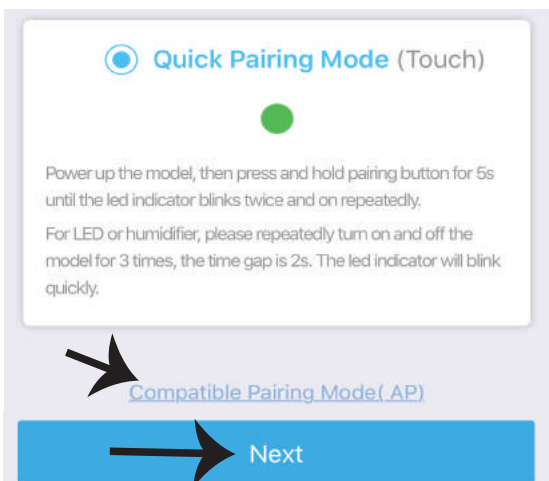 Quick Pairing Mode (Touch)
Power up the model, then press and hold pairing button for 5s
until the led indicator blinks twice and on repeatedly.
For LED or humidifier, please repeatedly turn on and off the
model for 3 times, the time gap is 2s. The led indicator will blink
quickly.
Compatible Pairing Mode( AP)
Next